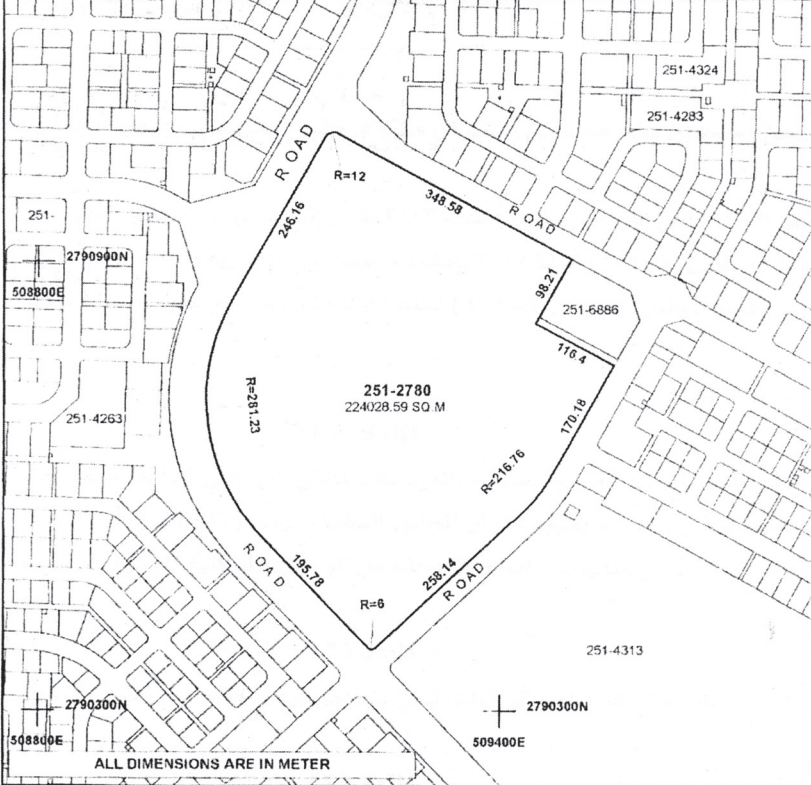 251-4324
251-4283
ROAD
R=12
348.58
ROAD
246.16
251-
2790900N
508800E
98.21
251-6886
116.4
251-2780
224028.59 SQ.M
R=281.23
251-4263
170.18
R=216.76
ROAD
195.78
258.14
ROAD
R=6
251-4313
2790300N
508800E
2790300N
509400E
ALL DIMENSIONS ARE IN METER